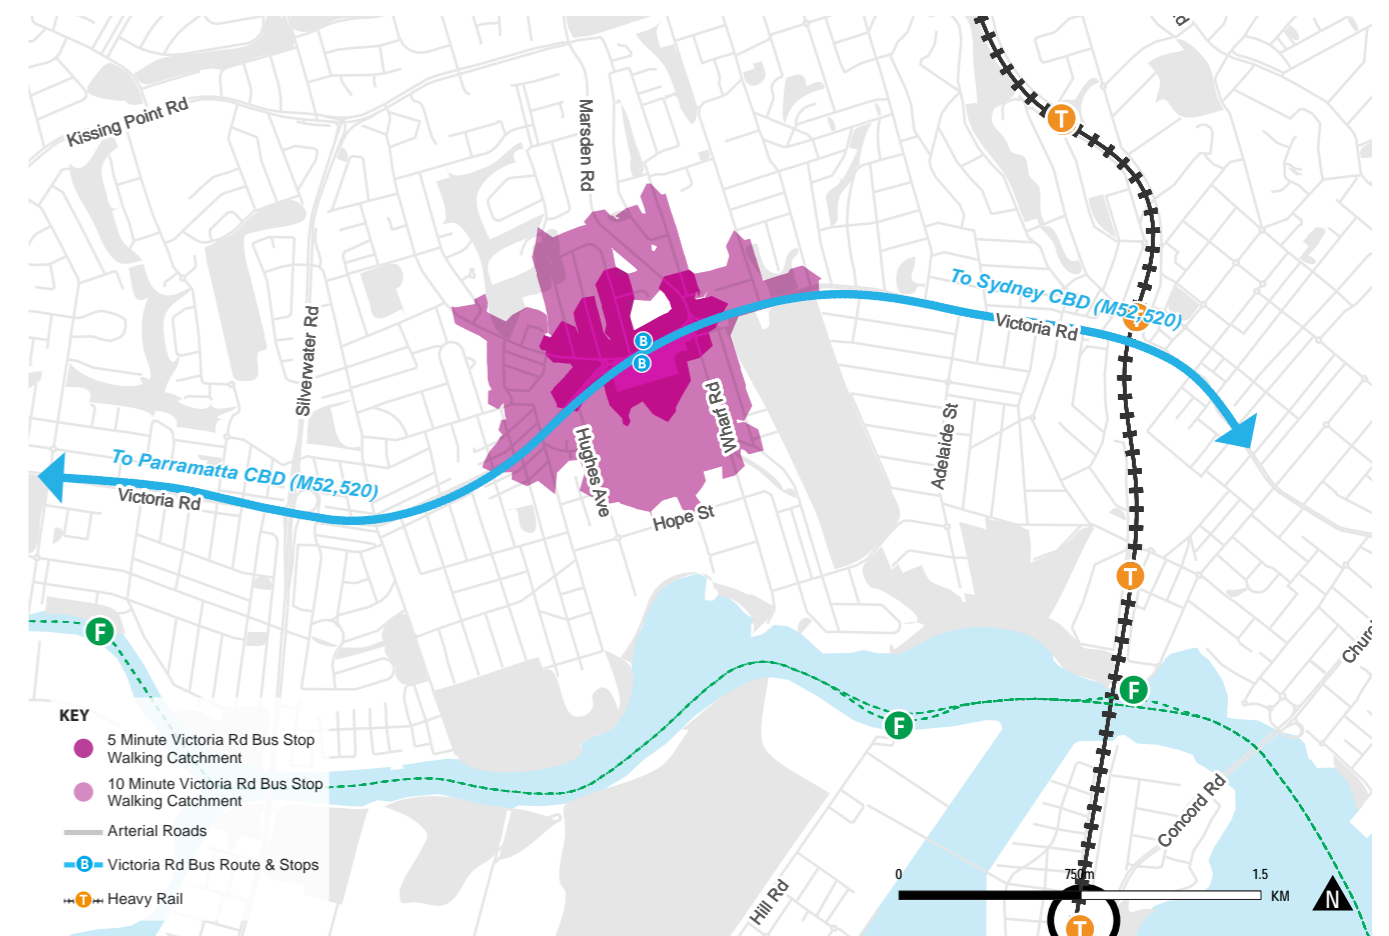 Kissing Point Rd
Marsden Rd
T
To Sydney CBD (M52,520)
Victoria Rd
Silverwater Rd
B
B
Wharf Rd
Adelaide St
Hughes Ave
To Parramatta CBD (M52,520)
Victoria Rd
Hope St
T
F
F
F
KEY
5 Minute Victoria Rd Bus Stop
Walking Catchment
10 Minute Victoria Rd Bus Stop
Walking Catchment
Arterial Roads
B Victoria Rd Bus Route & Stops
T Heavy Rail
Concord Rd
Hill Rd
0 750m 1.5
KM
N
T